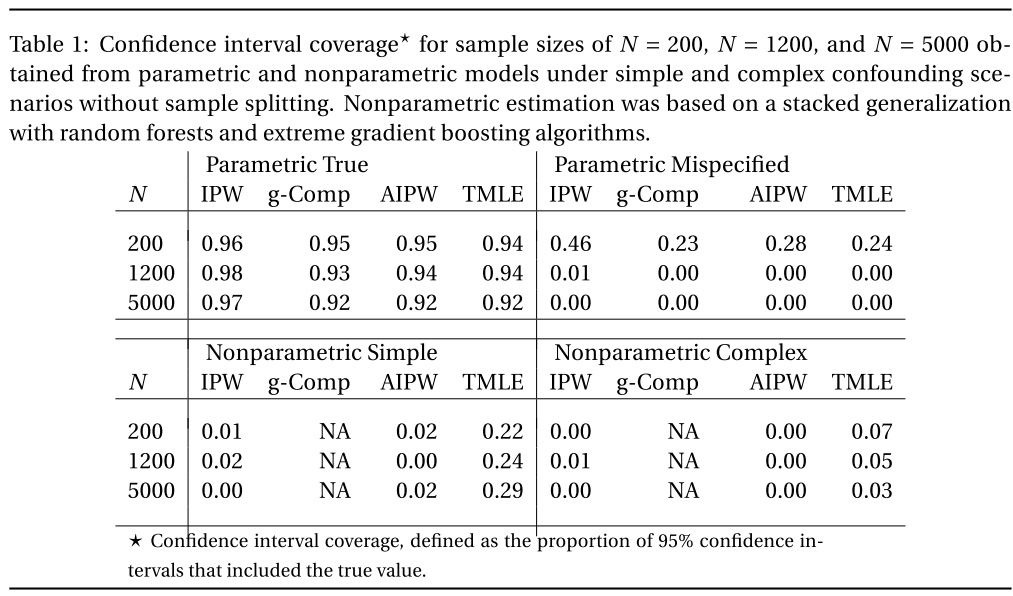 Table 1: Confidence interval coverage⋆ for sample sizes of N = 200, N = 1200, and N = 5000 ob-
tained from parametric and nonparametric models under simple and complex confounding sce-
narios without sample splitting. Nonparametric estimation was based on a stacked generalization
with random forests and extreme gradient boosting algorithms.
Parametric True Parametric Mispecified
N IPW g-Comp AIPW TMLE IPW g-Comp AIPW TMLE
200 0.96 0.95 0.95 0.94 0.46 0.23 0.28 0.24
1200 0.98 0.93 0.94 0.94 0.01 0.00 0.00 0.00
5000 0.97 0.92 0.92 0.92 0.00 0.00 0.00 0.00
Nonparametric Simple Nonparametric Complex
N IPW g-Comp AIPW TMLE IPW g-Comp AIPW TMLE
200 0.01 NA 0.02 0.22 0.00 NA 0.00 0.07
1200 0.02 NA 0.00 0.24 0.01 NA 0.00 0.05
5000 0.00 NA 0.02 0.29 0.00 NA 0.00 0.03
⋆ Confidence interval coverage, defined as the proportion of 95% confidence in-
tervals that included the true value.